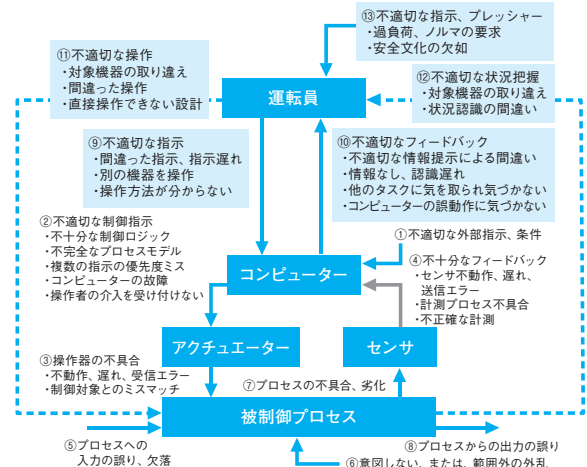 ⑬不適切な指示、プレッシャー
・過負荷、ノルマの要求
・安全文化の欠如
⑪不適切な操作
・対象機器の取り違え
・間違った操作
・直接操作できない設計
運転員
⑫不適切な状況把握
・対象機器の取り違え
・状況認識の間違い
⑨不適切な指示
・間違った指示、指示遅れ
・別の機器を操作
・操作方法が分からない
⑩不適切なフィードバック
・不適切な情報提示による間違い
・情報なし、認識遅れ
・他のタスクに気を取られ気づかない
・コンピューターの誤動作に気づかない
②不適切な制御指示
・不十分な制御ロジック
・不完全なプロセスモデル
・複数の指示の優先度ミス
・コンピューターの故障
・操作者の介入を受け付けない
①不適切な外部指示、条件
コンピューター
④不十分なフィードバック
・センサ不動作、遅れ、
送信エラー
・計測プロセス不具合
・不正確な計測
アクチュエーター
センサ
③操作器の不具合
・不動作、遅れ、受信エラー
・制御対象とのミスマッチ
⑦プロセスの不具合、劣化
被制御プロセス
⑤プロセスへの
入力の誤り、欠落
⑧プロセスからの出力の誤り
⑥意図しない、または、範囲外の外乱